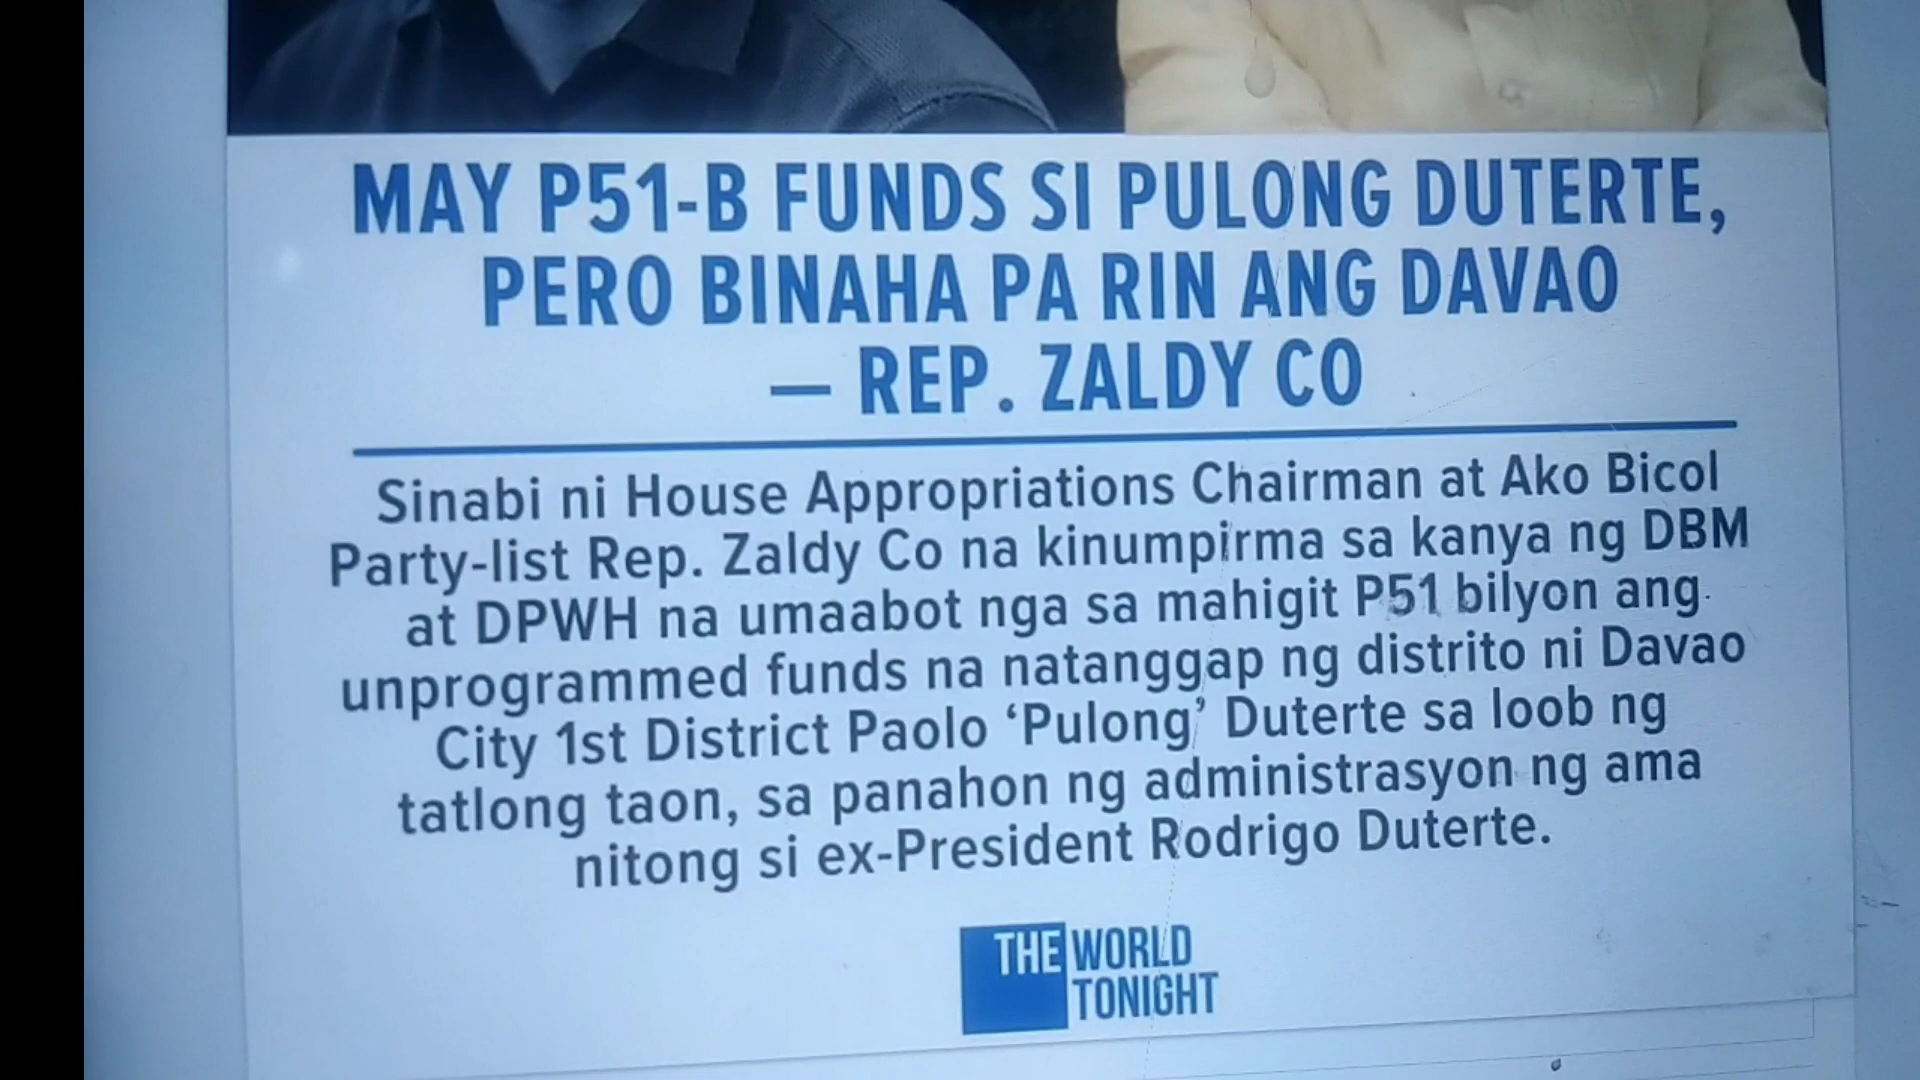 MAY P51-B FUNDS SI PULONG DUTERTE,
PERO BINAHA PA RIN ANG DAVAO
— REP. ZALDY CO
Sinabi ni House Appropriations Chairman at Ako Bicol
Party-list Rep. Zaldy Co na kinumpirma sa kanya ng DBM
at DPWH na umaabot nga sa mahigit P51 bilyon ang
unprogrammed funds na natanggap ng distrito ni Davao
City 1st District Paolo ‘Pulong’ Duterte sa loob ng
tatlong taon, sa panahon ng administrasyon ng ama
nitong si ex-President Rodrigo Duterte.
THE WORLD
TONIGHT